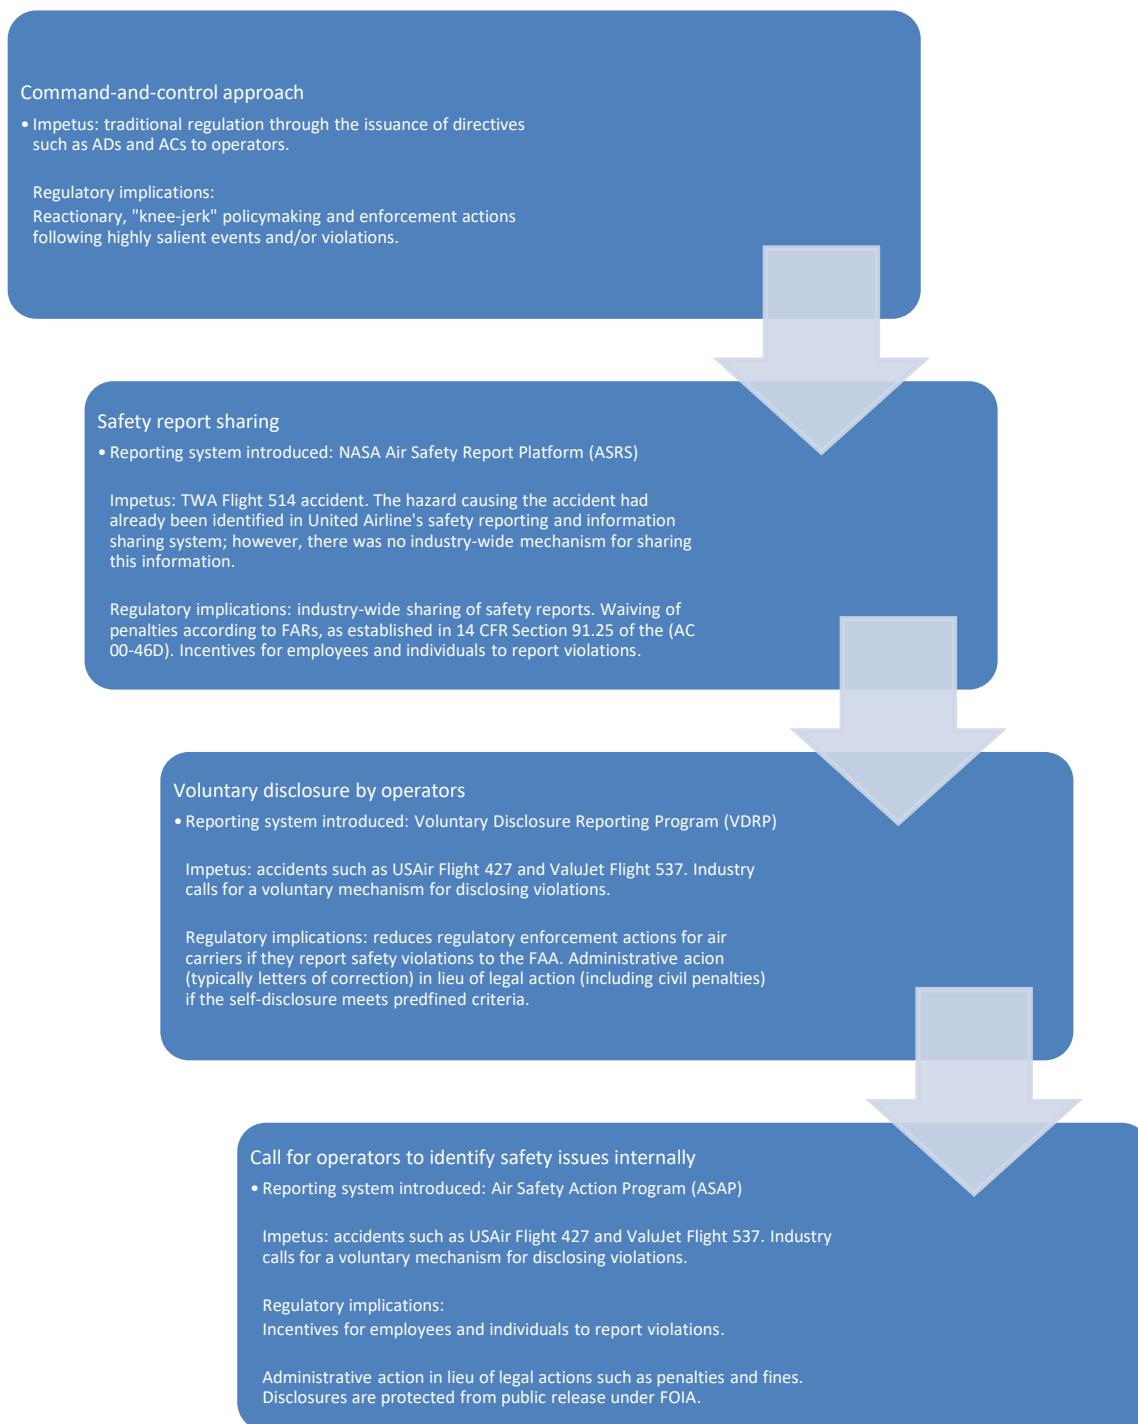 Command-and-control approach
• Impetus: traditional regulation through the issuance of directives
such as ADs and ACs to operators.
Regulatory implications:
Reactionary, "knee-jerk" policymaking and enforcement actions
following highly salient events and/or violations.
Safety report sharing
• Reporting system introduced: NASA Air Safety Report Platform (ASRS)
Impetus: TWA Flight 514 accident. The hazard causing the accident had
already been identified in United Airline's safety reporting and information
sharing system; however, there was no industry-wide mechanism for sharing
this information.
Regulatory implications: industry-wide sharing of safety reports. Waiving of
penalties according to FARs, as established in 14 CFR Section 91.25 of the (AC
00-46D). Incentives for employees and individuals to report violations.
Voluntary disclosure by operators
• Reporting system introduced: Voluntary Disclosure Reporting Program (VDRP)
Impetus: accidents such as USAir Flight 427 and ValuJet Flight 537. Industry
calls for a voluntary mechanism for disclosing violations.
Regulatory implications: reduces regulatory enforcement actions for air
carriers if they report safety violations to the FAA. Administrative acion
(typically letters of correction) in lieu of legal action (including civil penalties)
if the self-disclosure meets predfined criteria.
Call for operators to identify safety issues internally
• Reporting system introduced: Air Safety Action Program (ASAP)
Impetus: accidents such as USAir Flight 427 and ValuJet Flight 537. Industry
calls for a voluntary mechanism for disclosing violations.
Regulatory implications:
Incentives for employees and individuals to report violations.
Administrative action in lieu of legal actions such as penalties and fines.
Disclosures are protected from public release under FOIA.